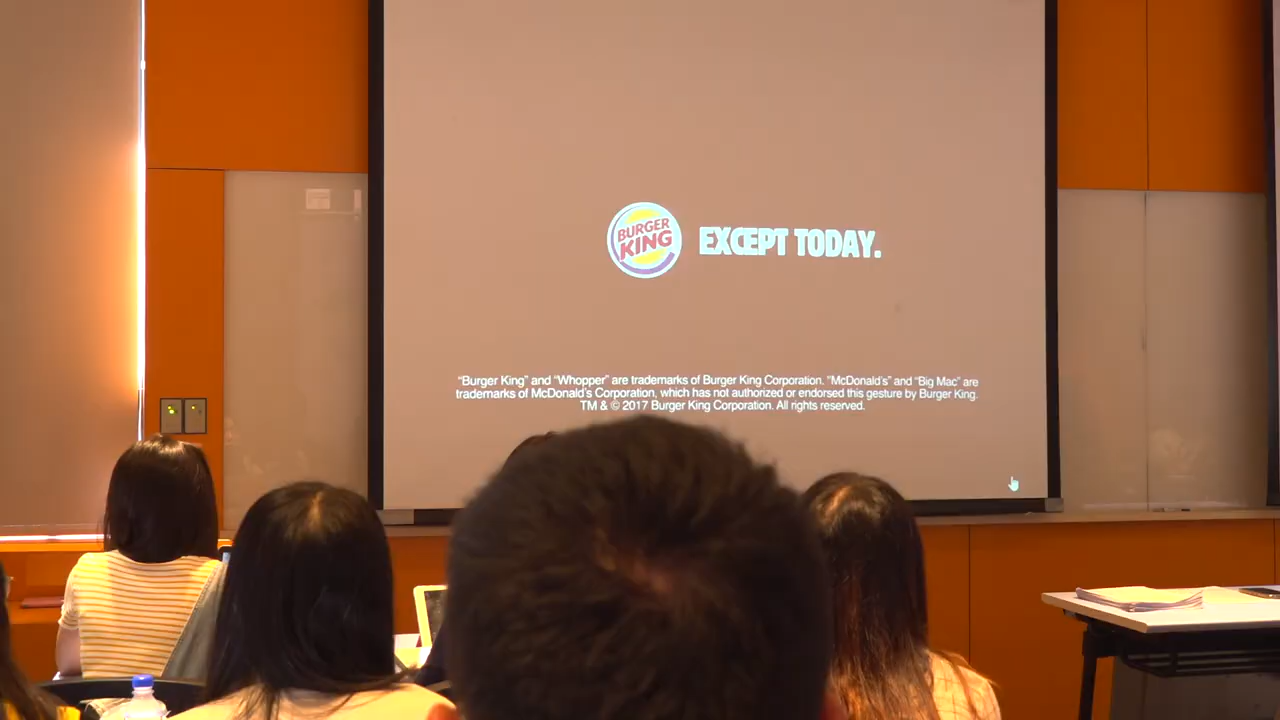 BURGER
KING
EXCEPT TODAY.
“Burger King” and “Whopper” are trademarks of Burger King Corporation. “McDonald’s” and “Big Mac” are
trademarks of McDonald’s Corporation, which has not authorized or endorsed this gesture by Burger King.
TM & © 2017 Burger King Corporation. All rights reserved.